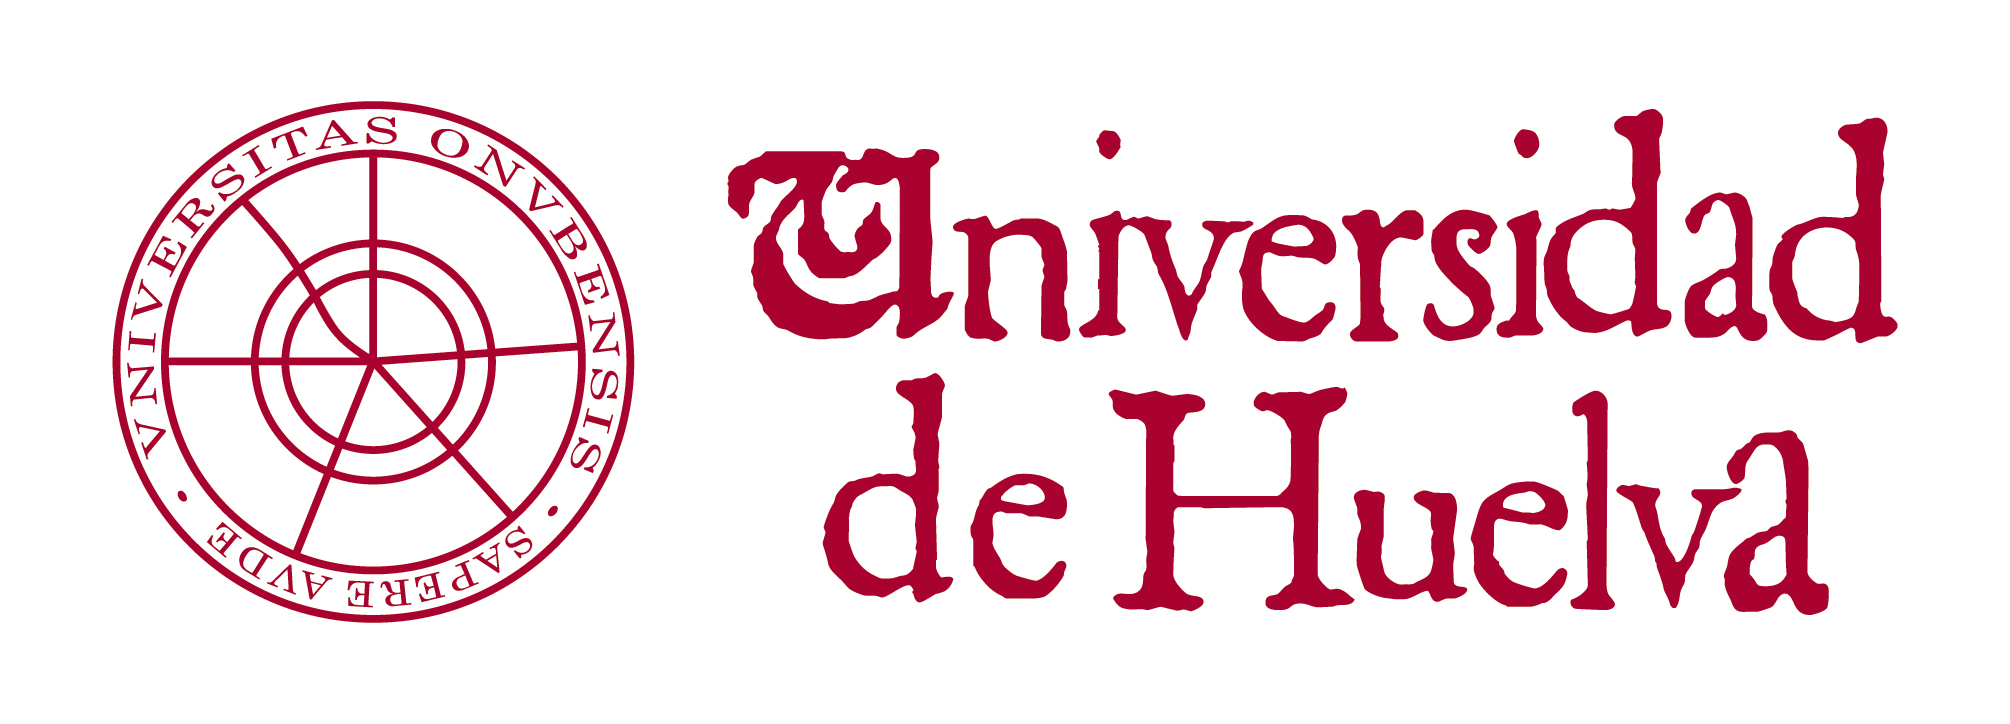 VNIVERSITAS ONVBENSIS · SAPERE AVDE ·
Universidad
de Huelva